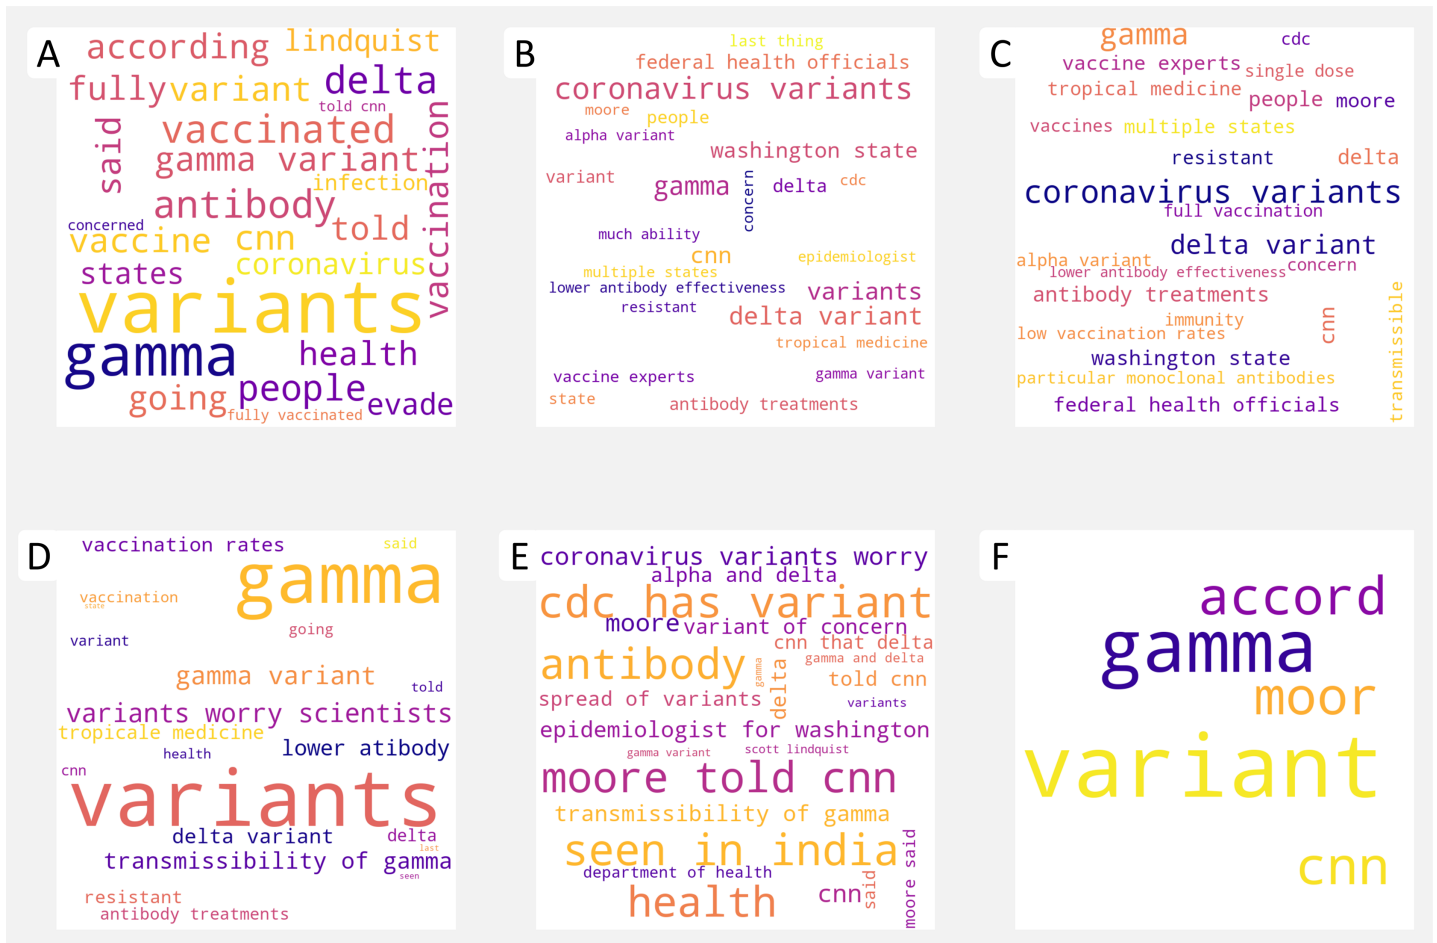 A
according
lindquist
fully
variant
delta
told cnn
said
vaccinated
vaccination
gamma variant
infection
antibody
concerned
told
vaccine
cnn
states
coronavirus
variants
gamma
health
going
people
evade
fully vaccinated
B
last thing
federal health officials
coronavirus variants
moore
people
alpha variant
washington state
variant
gamma
concern
delta
cdc
much ability
cnn
epidemiologist
multiple states
lower antibody effectiveness
variants
resistant
delta variant
tropical medicine
vaccine experts
gamma variant
state
antibody treatments
C
gamma
cdc
vaccine experts
single dose
tropical medicine
people
moore
vaccines
multiple states
resistant
delta
coronavirus variants
full vaccination
delta variant
alpha variant
lower antibody effectiveness
concern
antibody treatments
transmissible
immunity
cnn
low vaccination rates
washington state
particular monoclonal antibodies
federal health officials
D
vaccination rates
said
gamma
vaccination
state
going
variant
gamma variant
told
variants worry scientists
tropicale medicine
health
lower atibody
cnn
variants
delta variant
delta
last
transmissibility of gamma
seen
resistant
antibody treatments
E
coronavirus variants worry
alpha and delta
cdc has variant
moore
variant of concern
cnn that delta
antibody
gamma
delta
gamma and delta
told cnn
spread of variants
variants
epidemiologist for washington
gamma variant
scott lindquist
moore told cnn
transmissibility of gamma
seen in india
moore said
department of health
health
cnn
said
F
accord
gamma
moor
variant
cnn